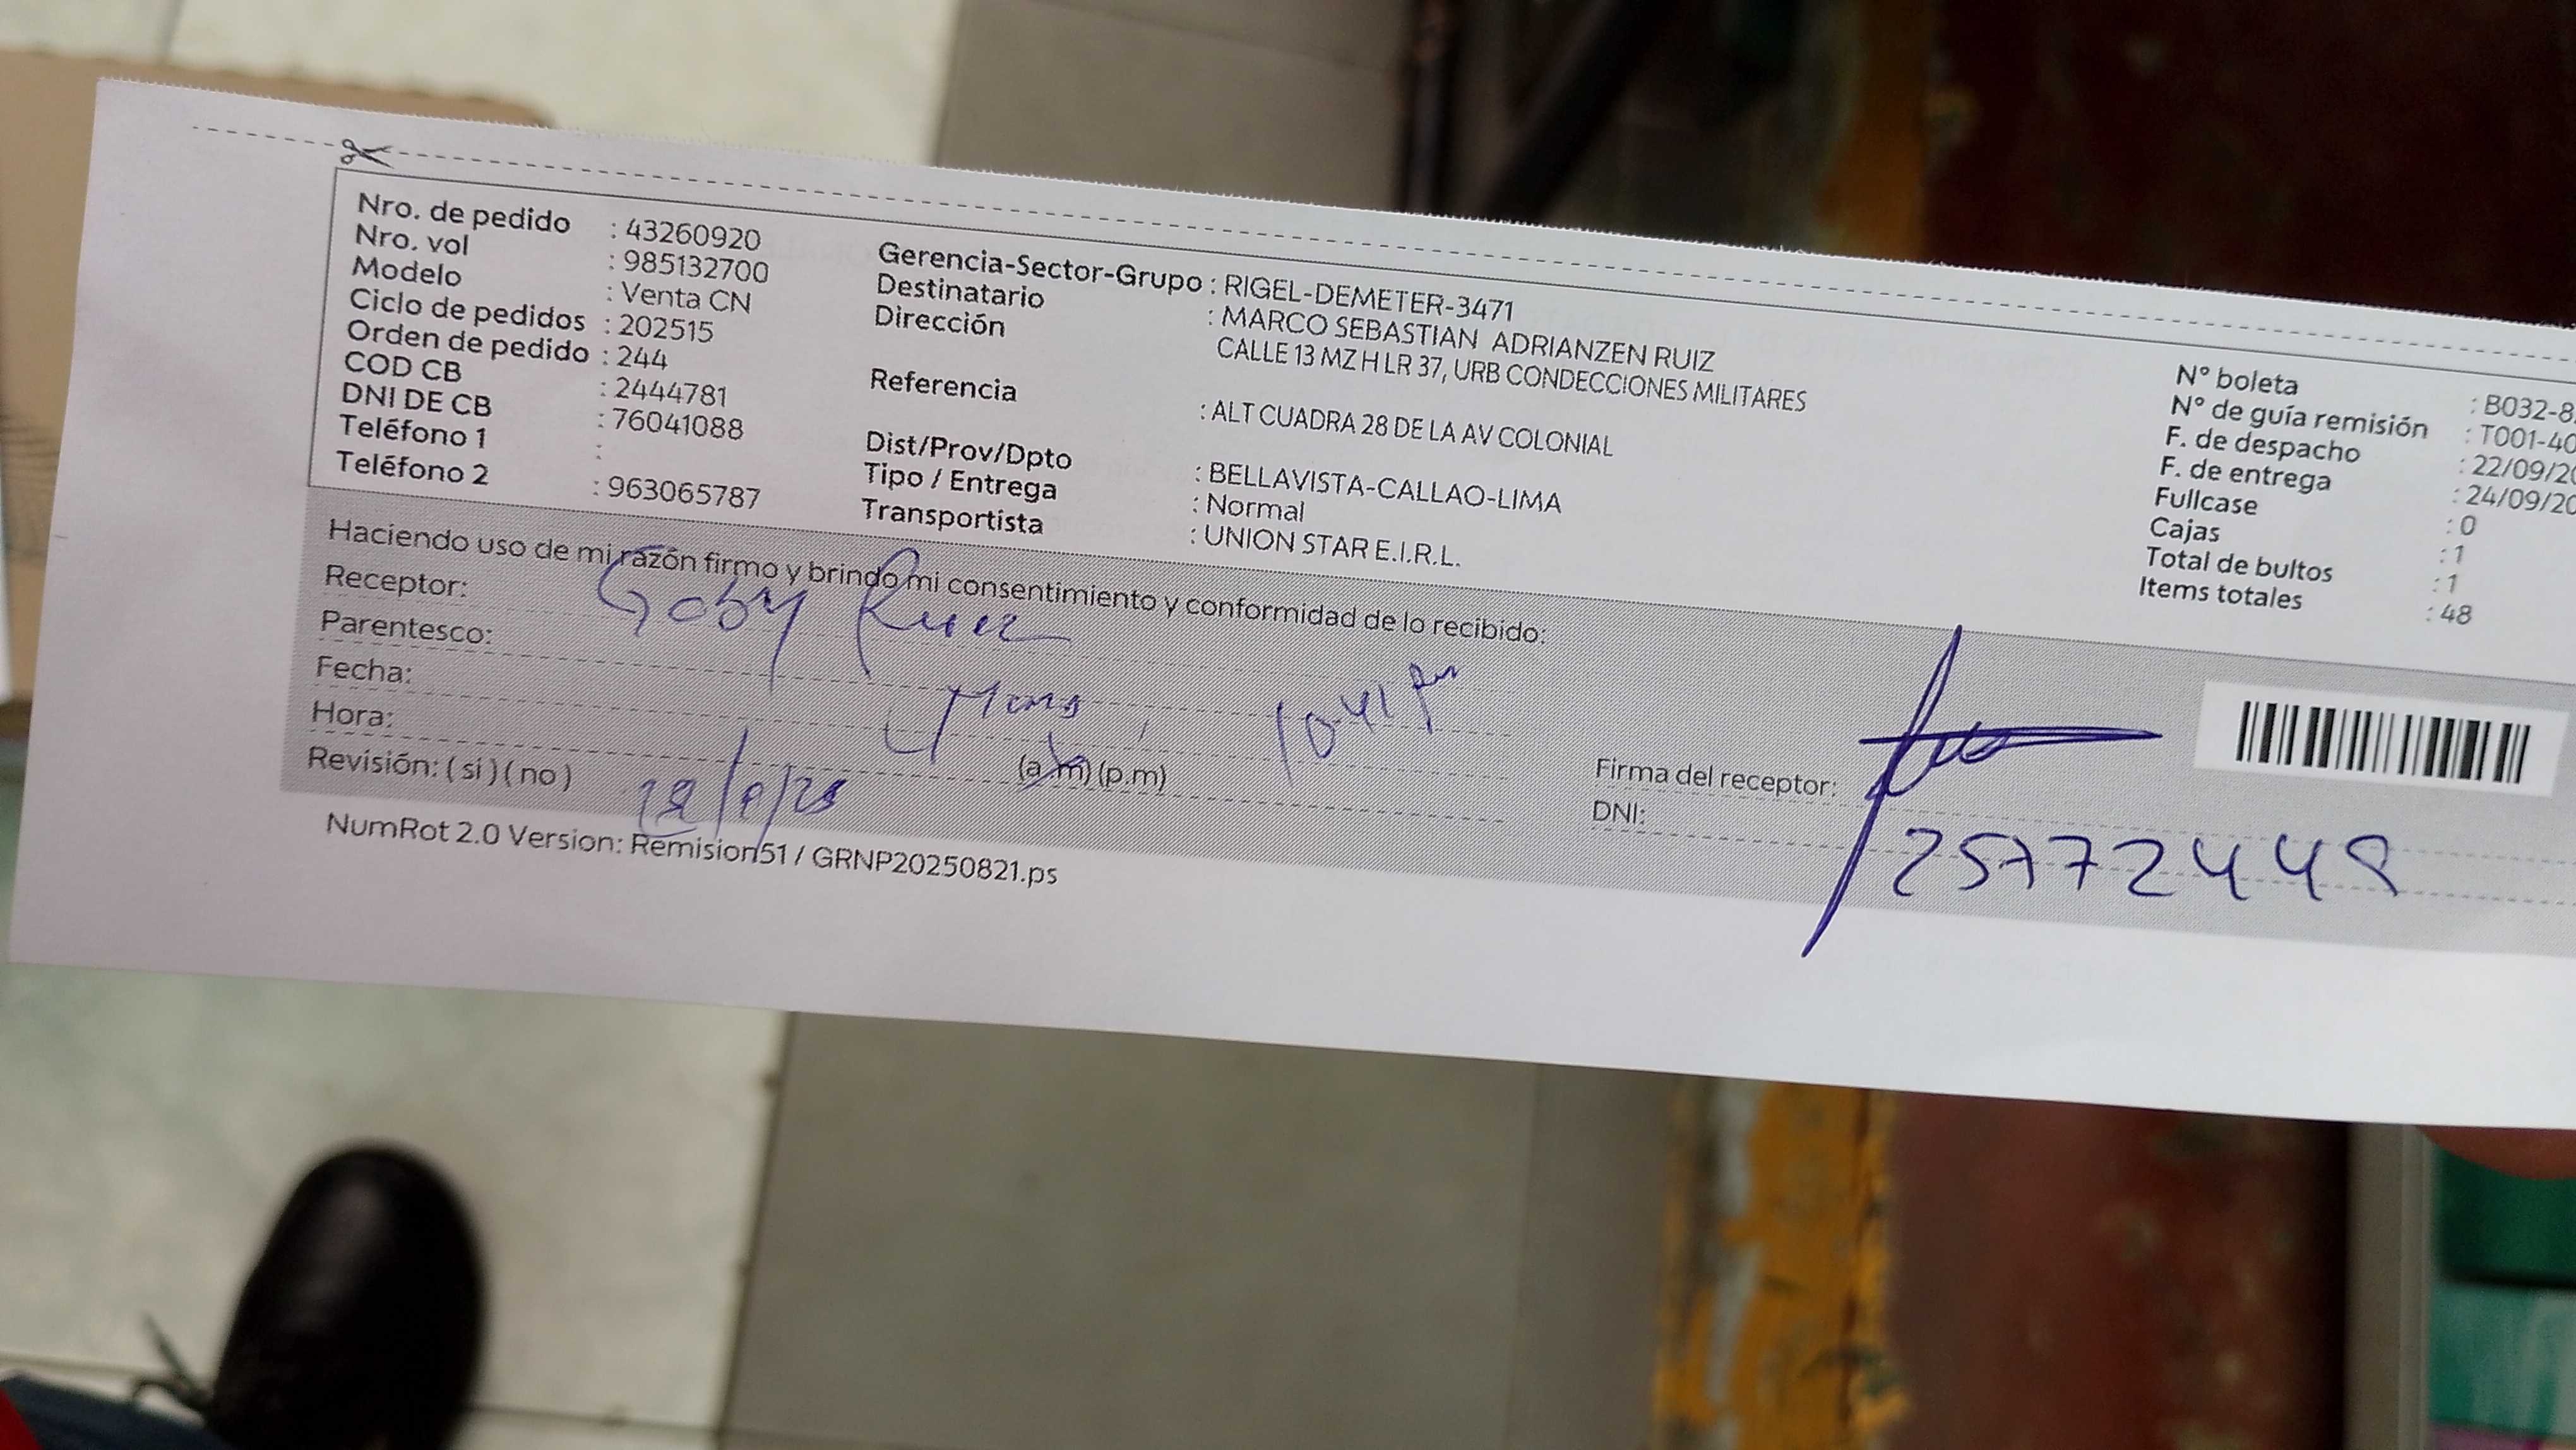 Nro. de pedido : 43260920
Nro. vol : 985132700
Modelo : Venta CN
Ciclo de pedidos : 202515
Orden de pedido : 244
COD CB : 2444781
DNI DE CB : 76041088
Teléfono 1 :
Teléfono 2 : 963065787
Gerencia-Sector-Grupo : RIGEL-DEMETER-3471
Destinatario : MARCO SEBASTIAN ADRIANZEN RUIZ
Dirección CALLE 13 MZ H LR 37, URB CONDECCIONES MILITARES
Referencia : ALT CUADRA 28 DE LA AV COLONIAL
Dist/Prov/Dpto : BELLAVISTA-CALLAO-LIMA
Tipo / Entrega : Normal
Transportista : UNION STAR E.I.R.L.
N° boleta : B032-8
N° de guía remisión : T001-40
F. de despacho : 22/09/20
F. de entrega : 24/09/20
Fullcase : 0
Cajas : 1
Total de bultos : 1
Items totales : 48
Haciendo uso de mi razón firmo y brindo mi consentimiento y conformidad de lo recibido:
Receptor: Goby Ruiz
Parentesco:
Fecha:
Hora: (a.m) (p.m) 10:41
Revisión: ( si ) ( no )
Firma del receptor:
DNI: 25772448
NumRot 2.0 Version: Remision51 / GRNP20250821.ps